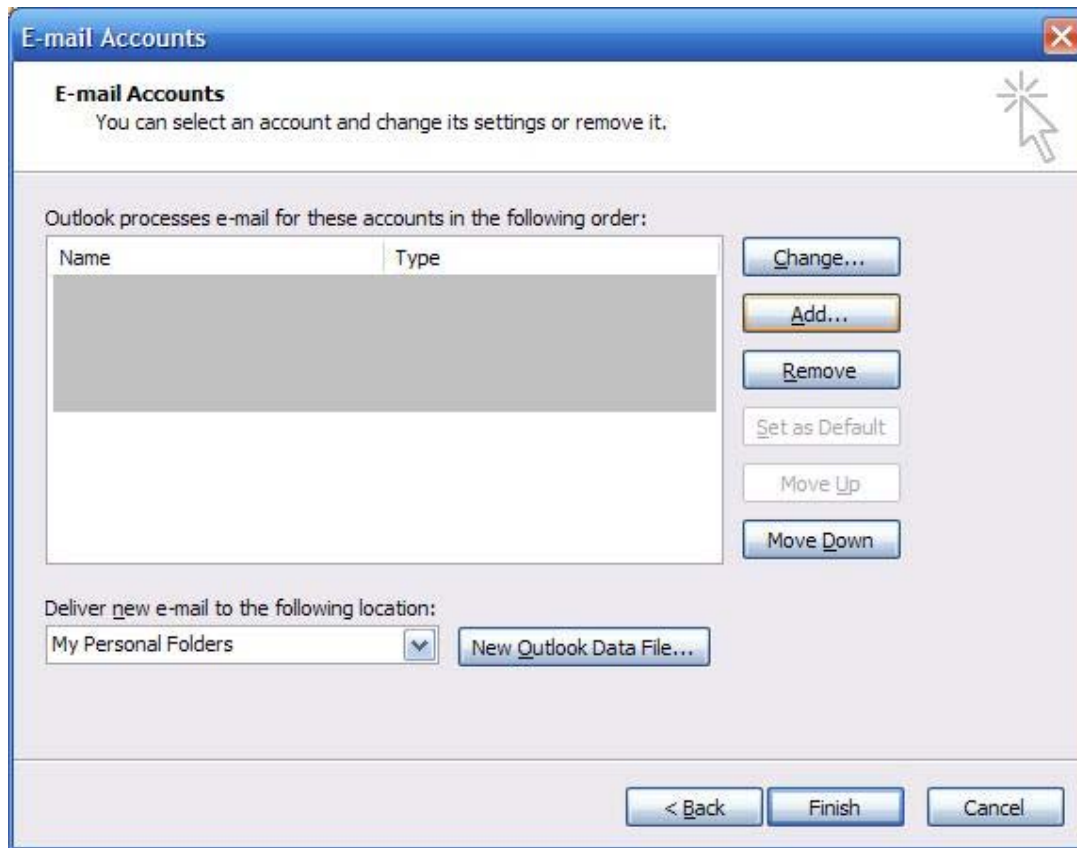 E-mail Accounts
E-mail Accounts
You can select an account and change its settings or remove it.
Outlook processes e-mail for these accounts in the following order:
Name Type
Change...
Add...
Remove
Set as Default
Move Up
Move Down
Deliver new e-mail to the following location:
My Personal Folders New Outlook Data File...
< Back Finish Cancel